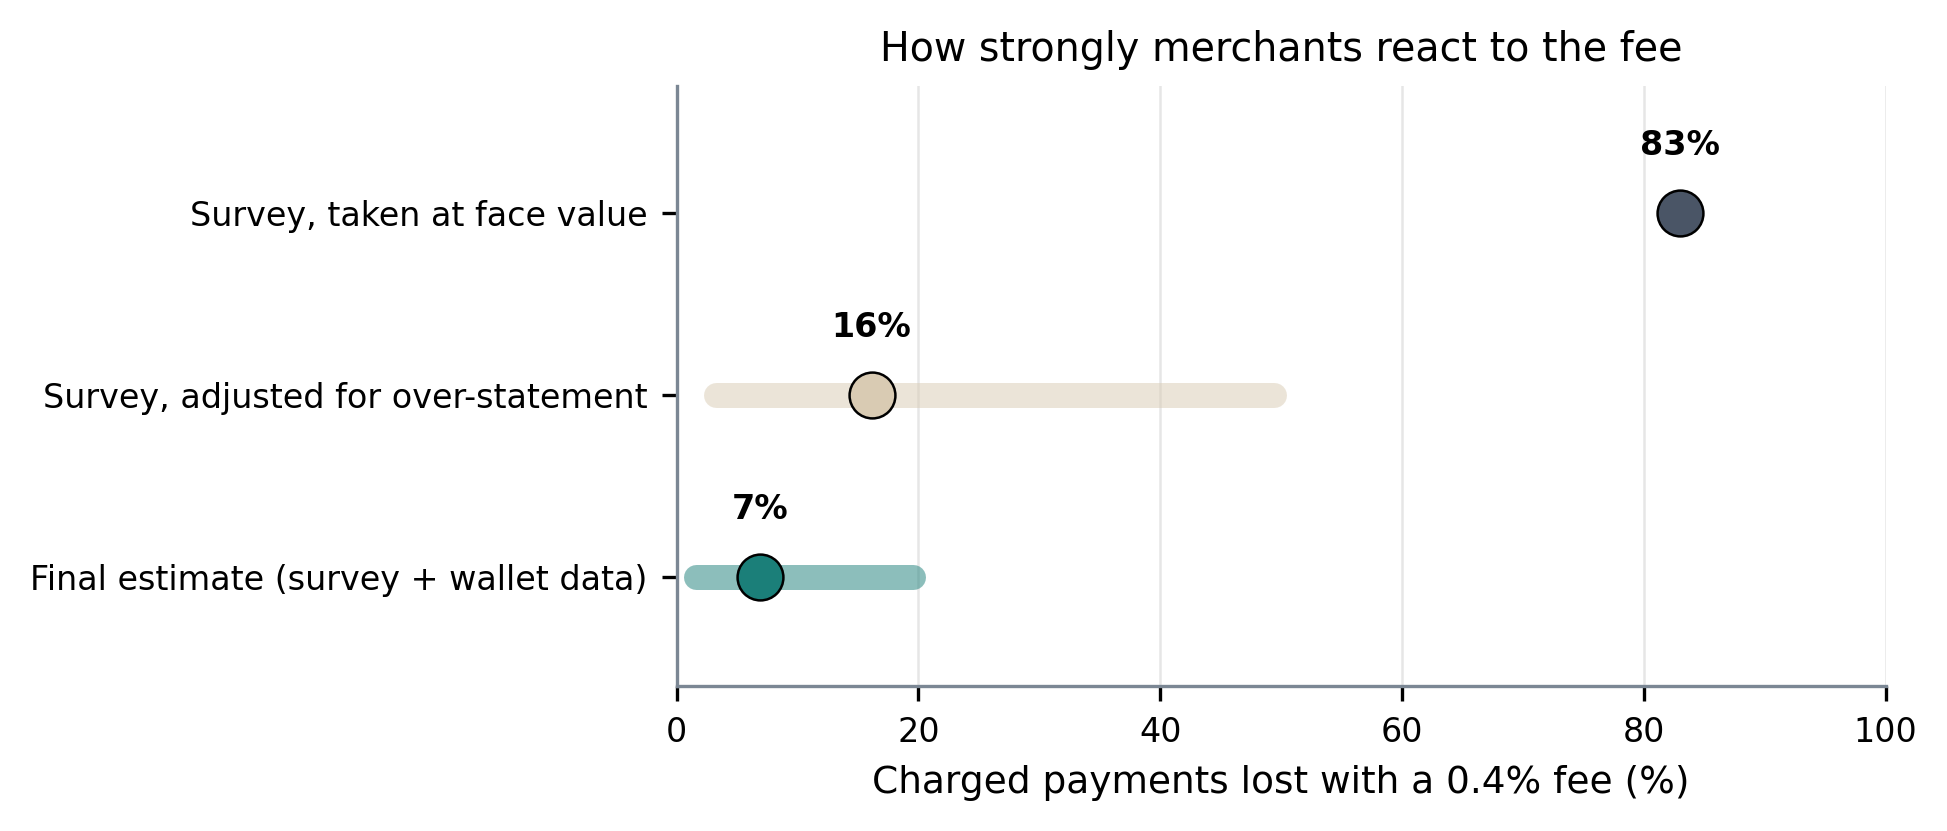 How strongly merchants react to the fee
83%
Survey, taken at face value
16%
Survey, adjusted for over-statement
7%
Final estimate (survey + wallet data)
0 20 40 60 80 100
Charged payments lost with a 0.4% fee (%)